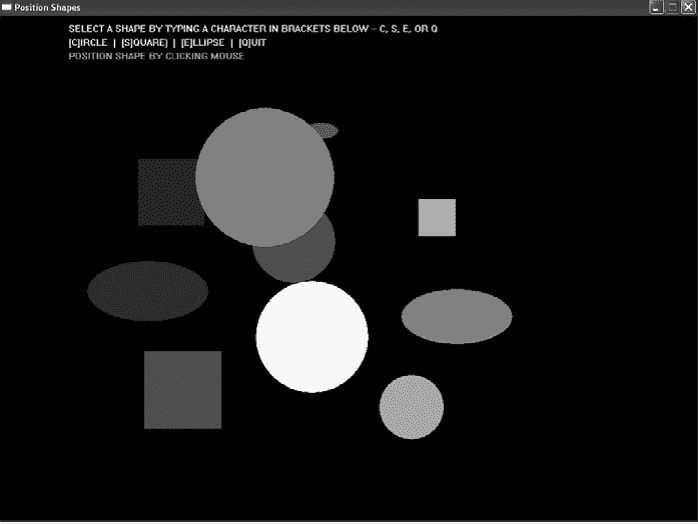 Position Shapes
SELECT A SHAPE BY TYPING A CHARACTER IN BRACKETS BELOW - C, S, E, OR Q
[C]IRCLE | [S]QUARE) | [E]LLIPSE | [Q]UIT
POSITION SHAPE BY CLICKING MOUSE